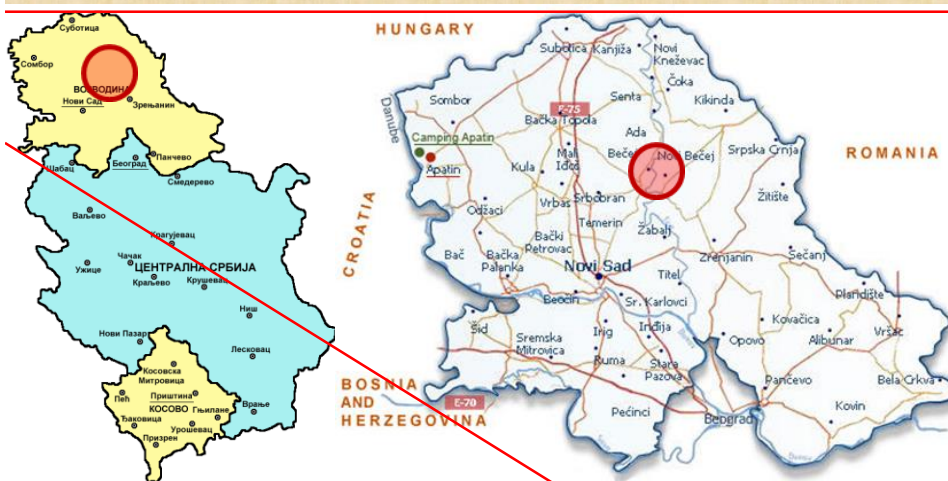 Суботица
Сомбор
ВОЈВОДИНА
Нови Сад
Зрењанин
Београд
Панчево
Шабац
Смедерево
Ваљево
Крагујевац
Чачак
ЦЕНТРАЛНА СРБИЈА
Ужице
Краљево
Крушевац
Ниш
Нови Пазар
Лесковац
Косовска
Митровица
Пећ
Приштина
КОСОВО
Гњилане
Врање
Ђаковица
Урошевац
Призрен
HUNGARY
Subotica
Kanjiža
Novi
Kneževac
Čoka
Sombor
Senta
Kikinda
E-75
Bačka Topola
Danube
Camping Apatin
Ada
Apatin
Kula
Mali
Iđoš
Bečej
Novi Bečej
Srpska Crnja
ROMANIA
Vrbas
Srbobran
Žitište
Odžaci
Temerin
CROATIA
Bački
Petrovac
Žabalj
Bač
Bačka
Palanka
Novi Sad
Titel
Zrenjanin
Sečanj
Beočin
Sr. Karlovci
Plandište
Šid
Sremska
Mitrovica
Irig
Inđija
Opovo
Kovačica
Alibunar
Vršac
Ruma
Stara
Pazova
BOSNIA
AND
HERZEGOVINA
E-70
Pančevo
Bela Crkva
Pećinci
Beograd
Kovin